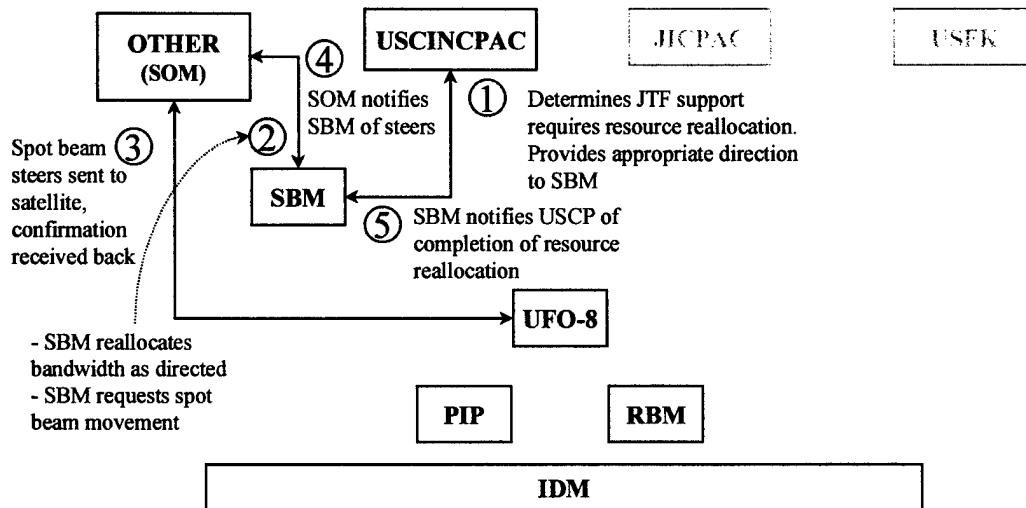 OTHER
(SOM)
④
USCINCPAC
JICPAC
USFK
SOM notifies
SBM of steers
①
Determines JTF support
requires resource reallocation.
Provides appropriate direction
to SBM
②
Spot beam ③
steers sent to
satellite,
confirmation
received back
SBM
⑤
SBM notifies USCP of
completion of resource
reallocation
UFO-8
- SBM reallocates
bandwidth as directed
- SBM requests spot
beam movement
PIP
RBM
IDM